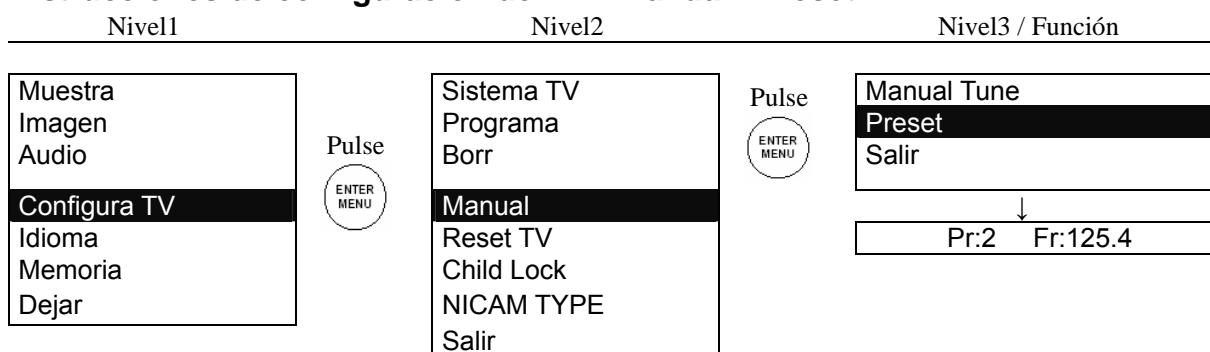 Nivel1
Nivel2
Nivel3 / Función
Muestra
Imagen
Audio
Configura TV
Idioma
Memoria
Dejar
Pulse
ENTER
MENU
Sistema TV
Programa
Borr
Manual
Reset TV
Child Lock
NICAM TYPE
Salir
Pulse
ENTER
MENU
Manual Tune
Preset
Salir
↓
Pr:2 Fr:125.4